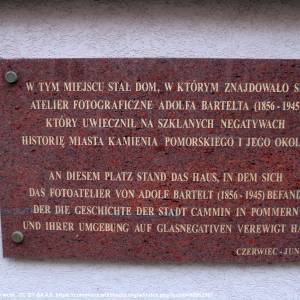 W TYM MIEJSCU STAŁ DOM, W KTÓRYM ZNAJDOWAŁO S
ATELIER FOTOGRAFICZNE ADOLFA BARTELTA (1856-1945
KTÓRY UWIECZNIŁ NA SZKLANYCH NEGATYWACH
HISTORIĘ MIASTA KAMIENIA POMORSKIEGO I JEGO OKOL
AN DIESEM PLATZ STAND DAS HAUS, IN DEM SICH
DAS FOTOATELIER VON ADOLF BARTELT (1856-1945) BEFAND
DER DIE GESCHICHTE DER STADT CAMMIN IN POMMERN
UND IHRER UMGEBUNG AUF GLASNEGATIVEN VEREWIGT HA
CZERWIEC-JUN